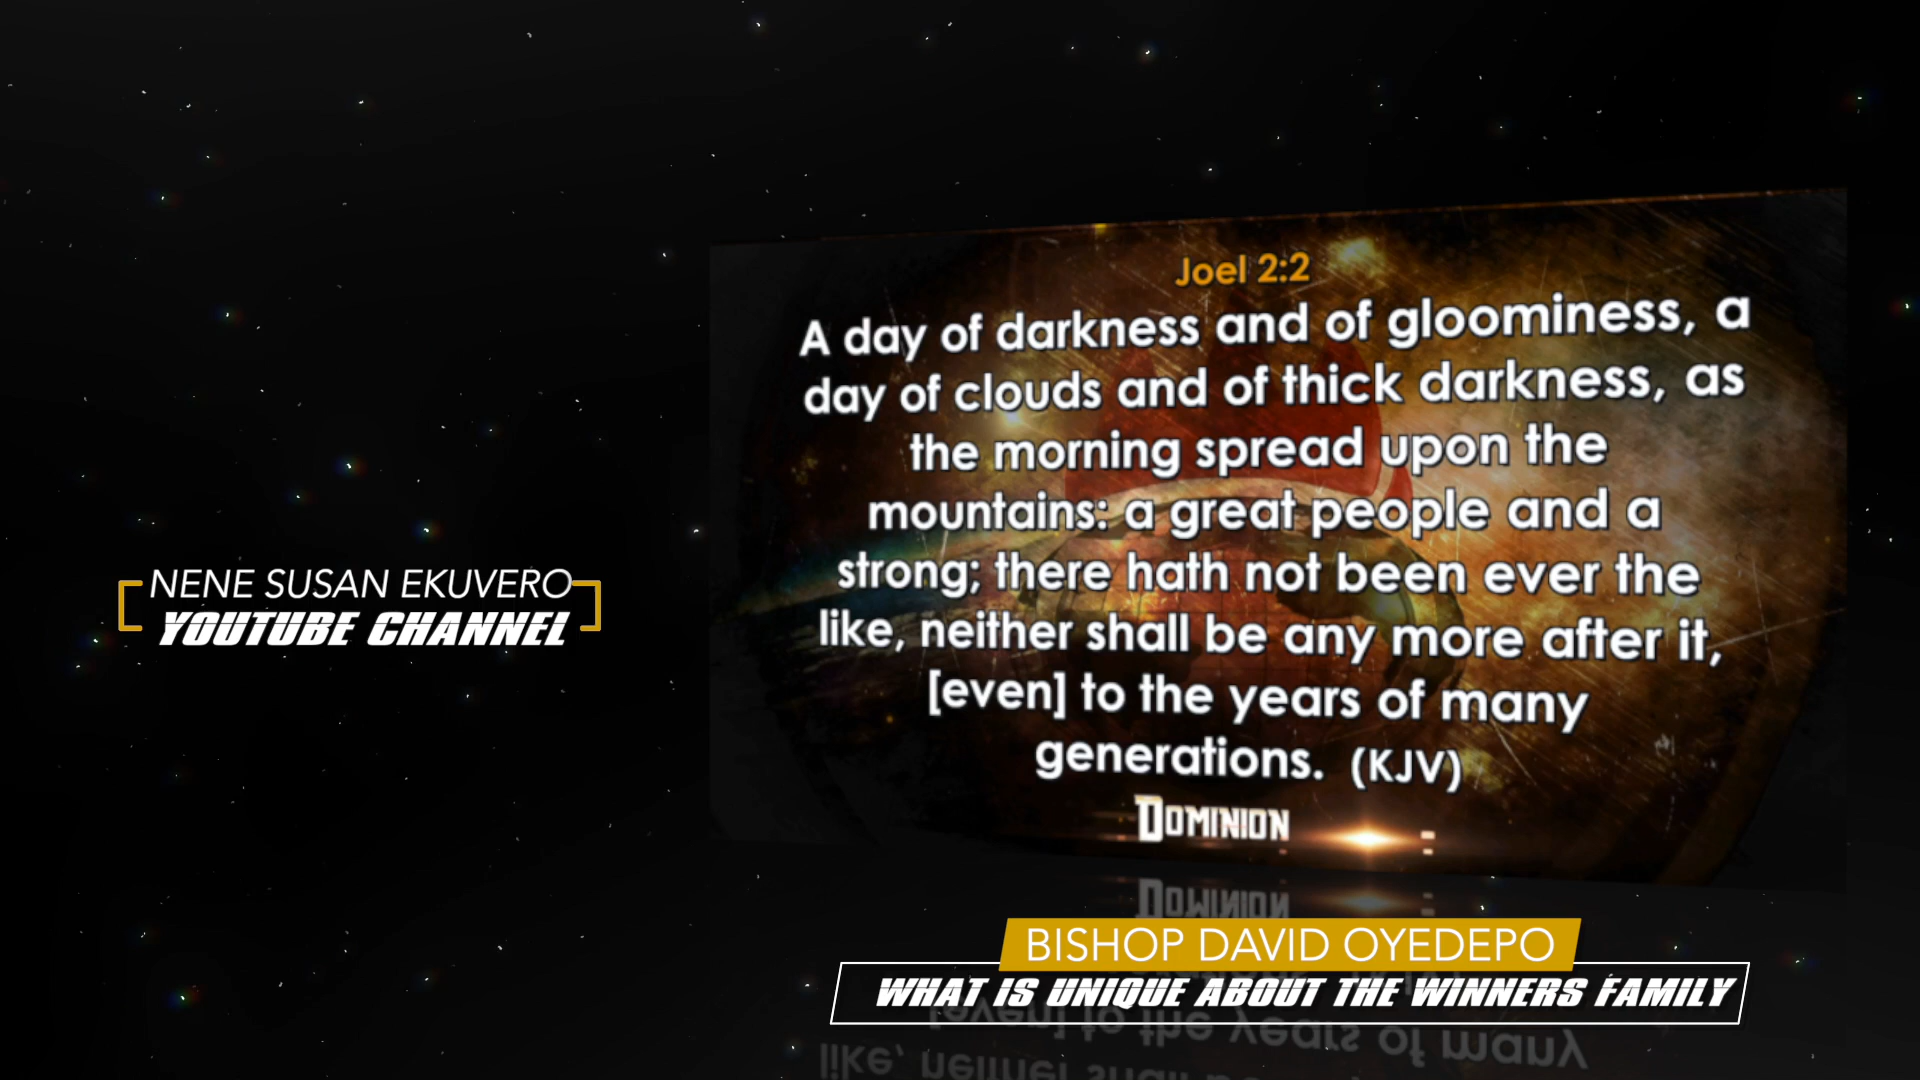 Joel 2:2
A day of darkness and of gloominess, a
day of clouds and of thick darkness, as
the morning spread upon the
mountains: a great people and a
strong; there hath not been ever the
like, neither shall be any more after it,
[even] to the years of many
generations. (KJV)
DOMINION
NENE SUSAN EKUVERO
YOUTUBE CHANNEL
BISHOP DAVID OYEDEPO
WHAT IS UNIQUE ABOUT THE WINNERS FAMILY